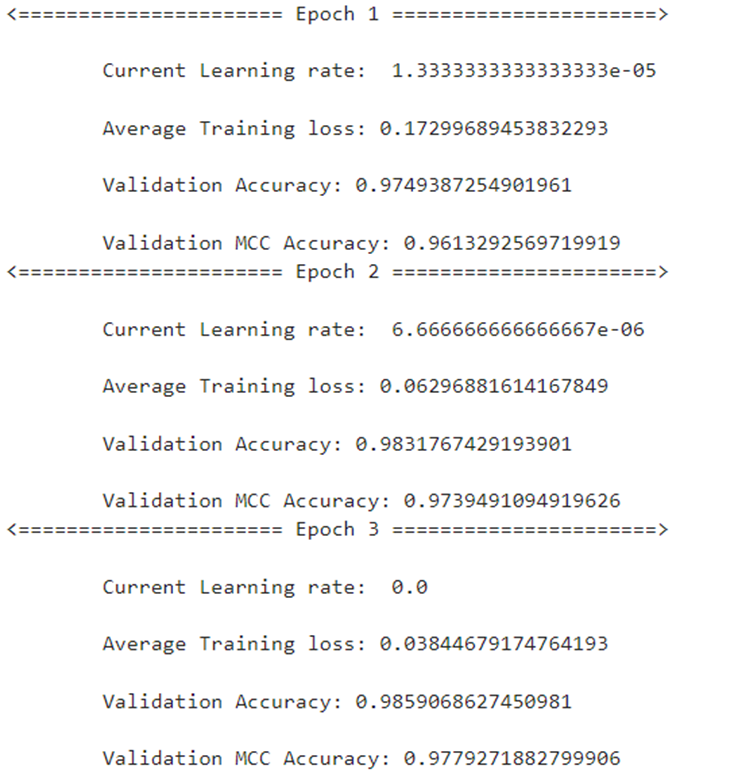 <====================== Epoch 1 ======================>
Current Learning rate:  1.3333333333333333e-05
Average Training loss: 0.17299689453832293
Validation Accuracy: 0.9749387254901961
Validation MCC Accuracy: 0.9613292569719919
<====================== Epoch 2 ======================>
Current Learning rate:  6.666666666666667e-06
Average Training loss: 0.06296881614167849
Validation Accuracy: 0.9831767429193901
Validation MCC Accuracy: 0.9739491094919626
<====================== Epoch 3 ======================>
Current Learning rate:  0.0
Average Training loss: 0.03844679174764193
Validation Accuracy: 0.9859068627450981
Validation MCC Accuracy: 0.9779271882799906